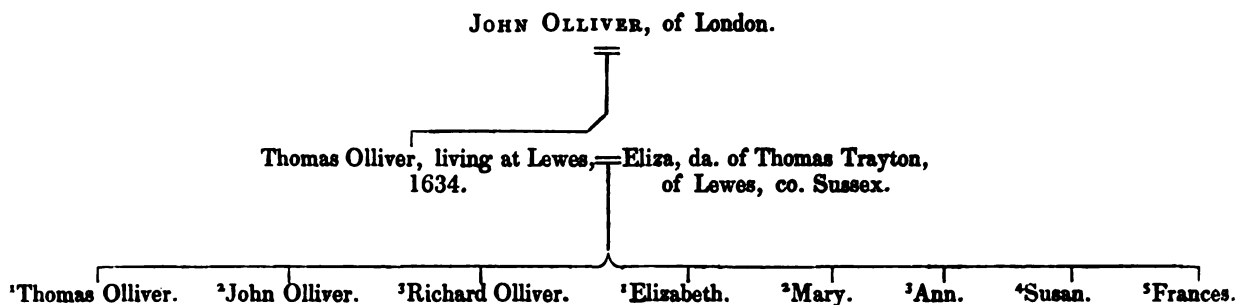 JOHN OLLIVER, of London.
Thomas Olliver, living at Lewes, Eliza, da. of Thomas Trayton,
1634. of Lewes, co. Sussex.
¹Thomas Olliver. ²John Olliver. ³Richard Olliver. ¹Elizabeth. ²Mary. ³Ann. ⁴Susan. ⁵Frances.